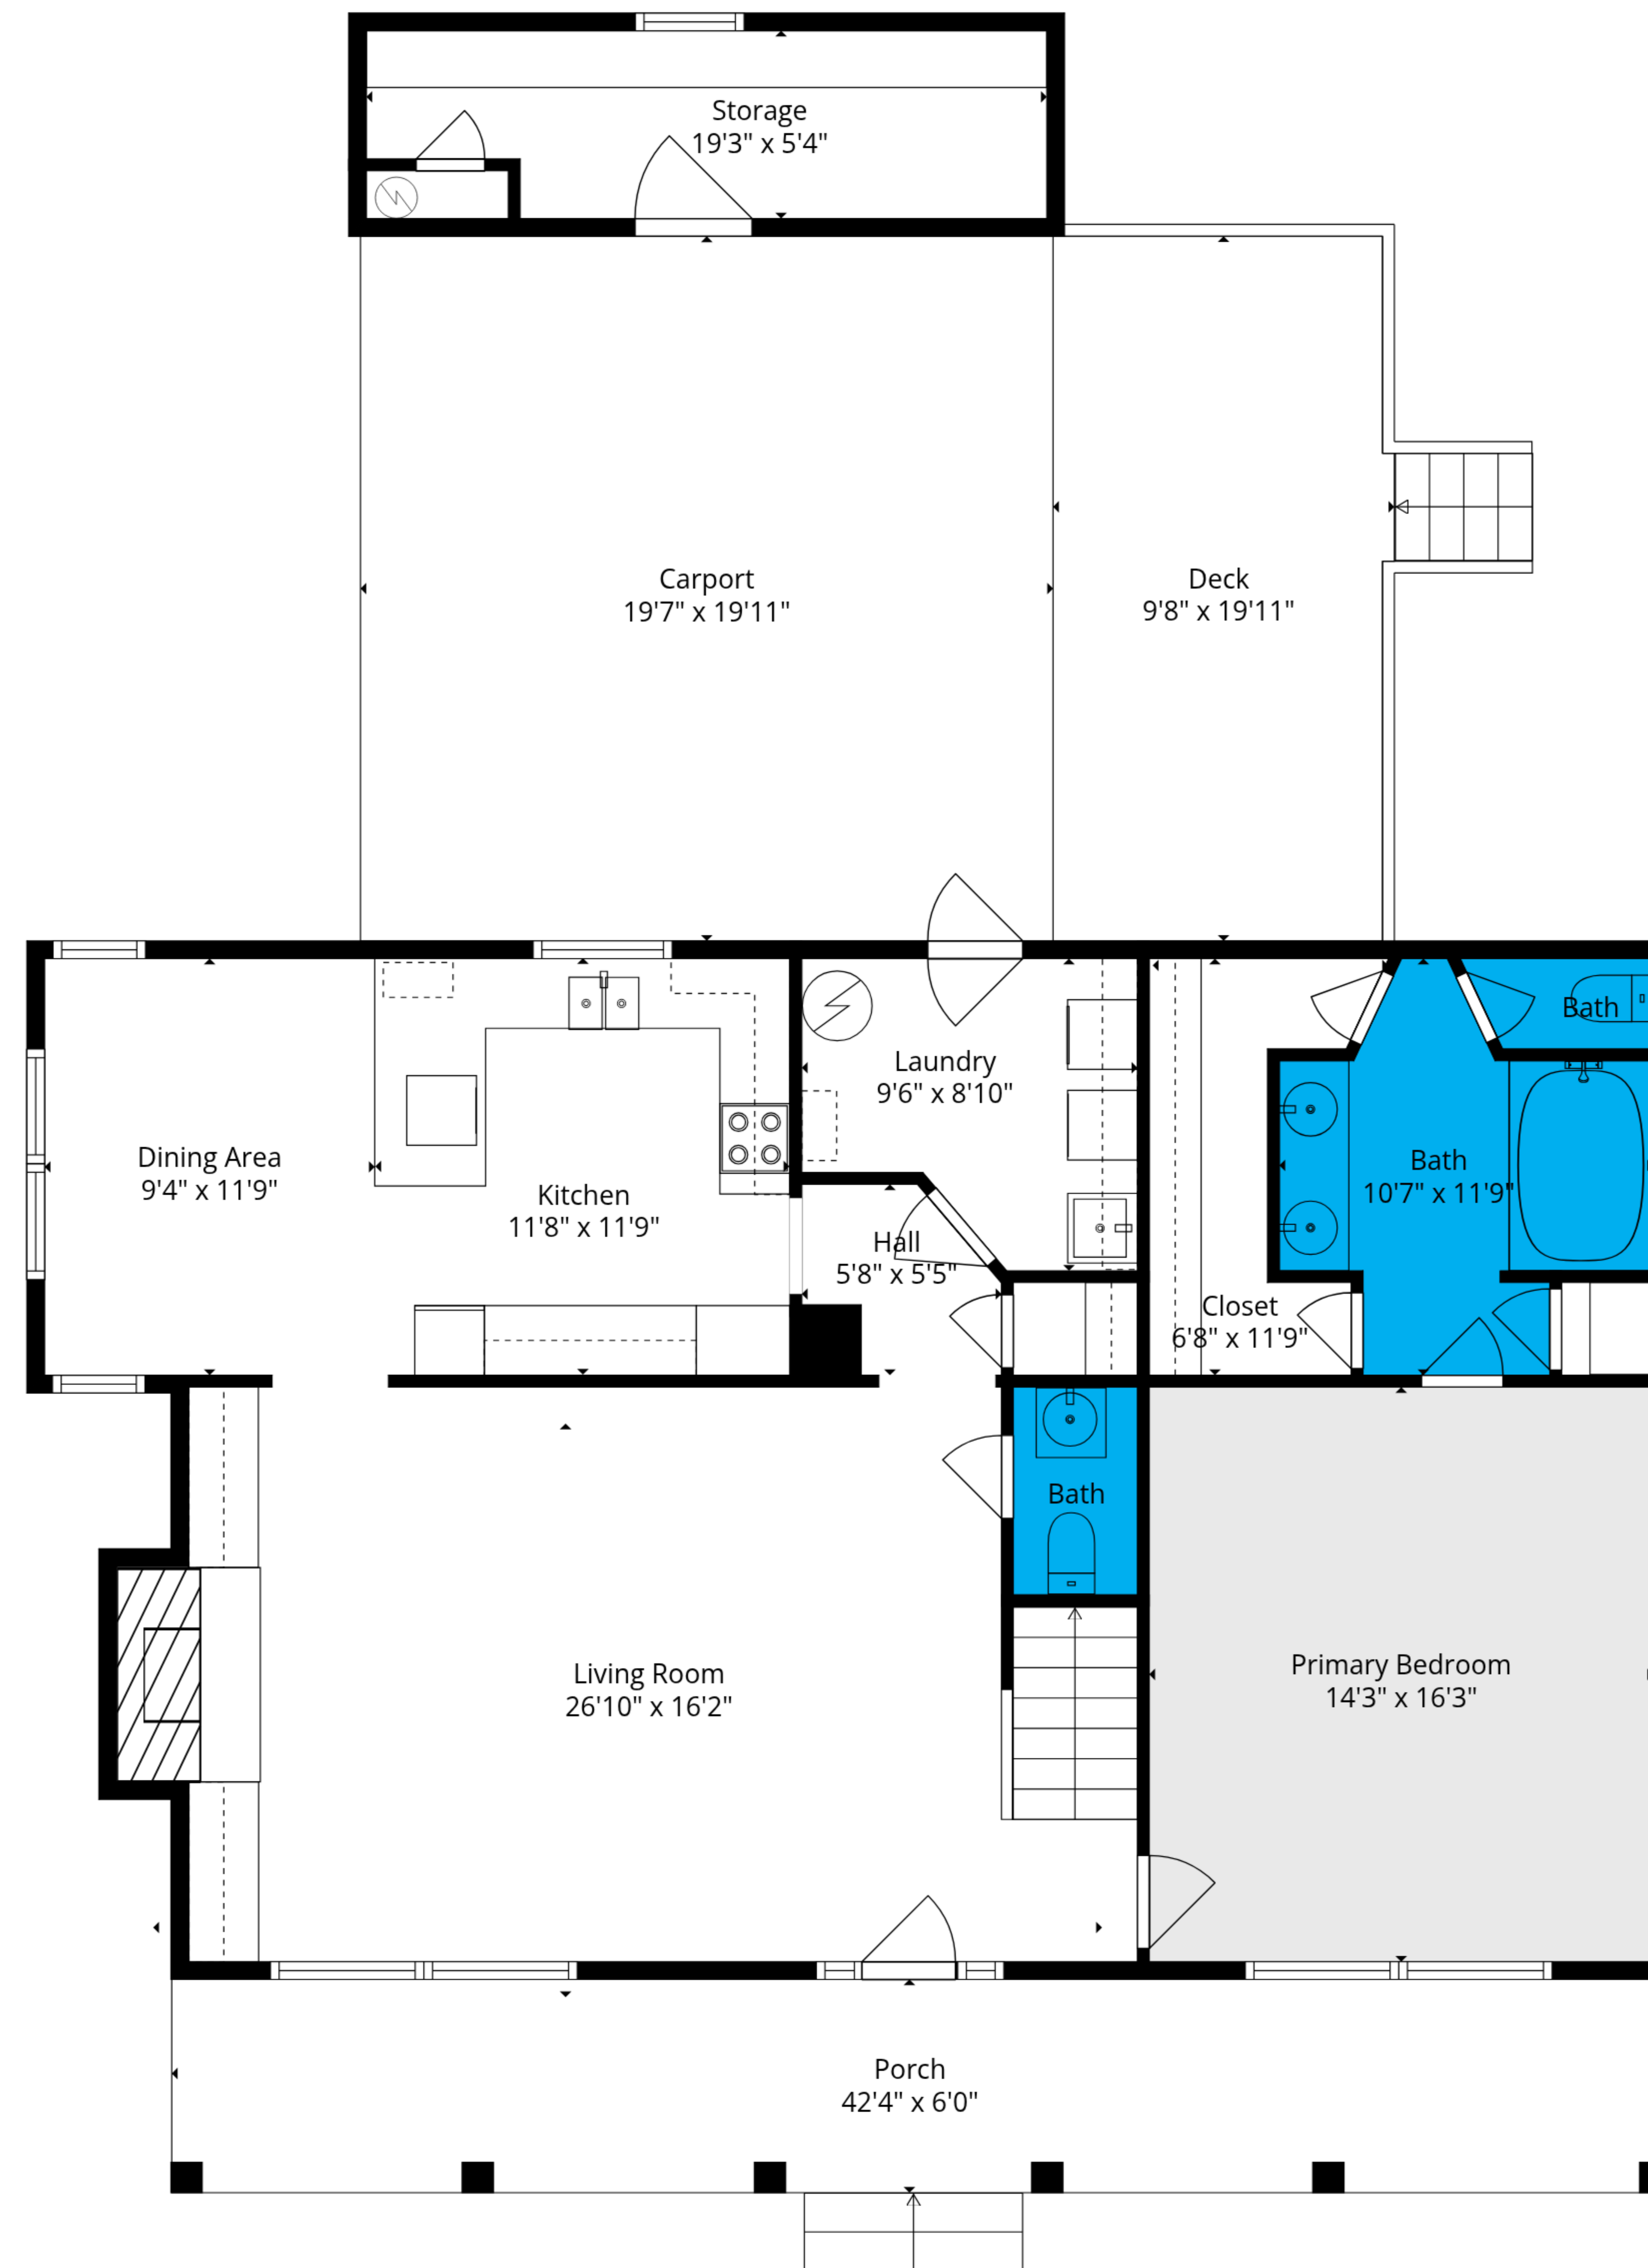 Storage
19'3" x 5'4"
Carport
19'7" x 19'11"
Deck
9'8" x 19'11"
Bath
Laundry
9'6" x 8'10"
Dining Area
9'4" x 11'9"
Kitchen
11'8" x 11'9"
Bath
10'7" x 11'9"
Hall
5'8" x 5'5"
Closet
6'8" x 11'9"
Bath
Living Room
26'10" x 16'2"
Primary Bedroom
14'3" x 16'3"
Porch
42'4" x 6'0"